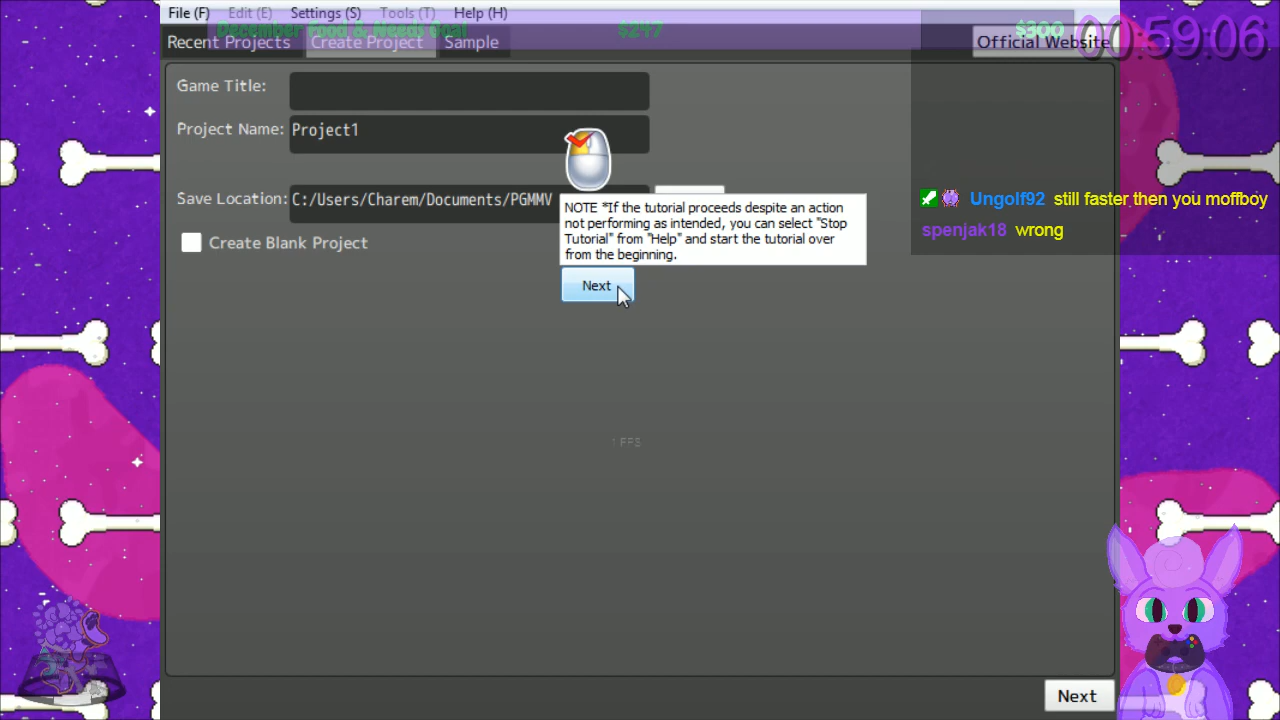 File (F) Edit (E) Settings (S) Tools (T) Help (H)
December Food & Needs Goal $247 $300
00:59:06
Recent Projects Create Project Sample Official Website
Game Title:
Project Name: Project1
Save Location: C:/Users/Charem/Documents/PGMMV
Create Blank Project
NOTE *If the tutorial proceeds despite an action
not performing as intended, you can select "Stop
Tutorial" from "Help" and start the tutorial over
from the beginning.
Next
Ungolf92 still faster then you moffboy
spenjak18 wrong
1 FPS
Next